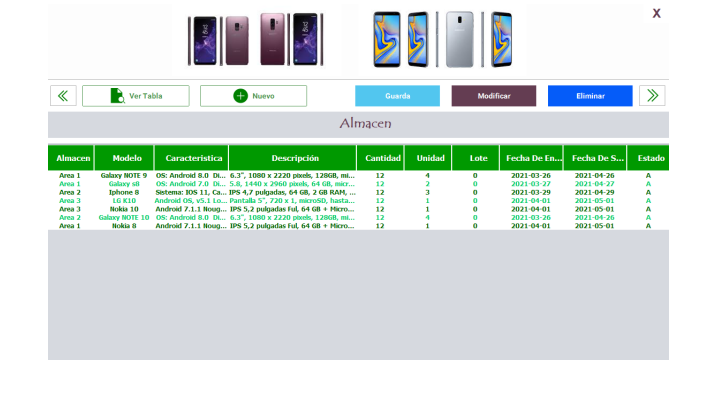 X
Ver Tabla Nuevo Guarda Modificar Eliminar
Almacen
Almacen Modelo Caracteristica Descripción Cantidad Unidad Lote Fecha De En... Fecha De S... Estado
Area 1 Galaxy NOTE 9 OS: Android 8.0 Di... 6.3", 1080 x 2220 pixels, 128GB, mi... 12 4 0 2021-03-26 2021-04-26 A
Area 1 Galaxy s8 OS: Android 7.0 Di... 5.8, 1440 x 2960 pixels, 64 GB, micr... 12 2 0 2021-03-27 2021-04-27 A
Area 2 Iphone 8 Sistema: IOS 11, Ca... IPS 4,7 pulgadas, 64 GB, 2 GB RAM, ... 12 3 0 2021-03-29 2021-04-29 A
Area 3 LG K10 Android OS, v5.1 Lo... Pantalla 5", 720 x 1, microSD, hasta... 12 1 0 2021-04-01 2021-05-01 A
Area 3 Nokia 10 Android 7.1.1 Noug... IPS 5,2 pulgadas Ful, 64 GB + Micro... 12 1 0 2021-04-01 2021-05-01 A
Area 2 Galaxy NOTE 10 OS: Android 8.0 Di... 6.3", 1080 x 2220 pixels, 128GB, mi... 12 4 0 2021-03-26 2021-04-26 A
Area 1 Nokia 8 Android 7.1.1 Noug... IPS 5,2 pulgadas Ful, 64 GB + Micro... 12 1 0 2021-04-01 2021-05-01 A